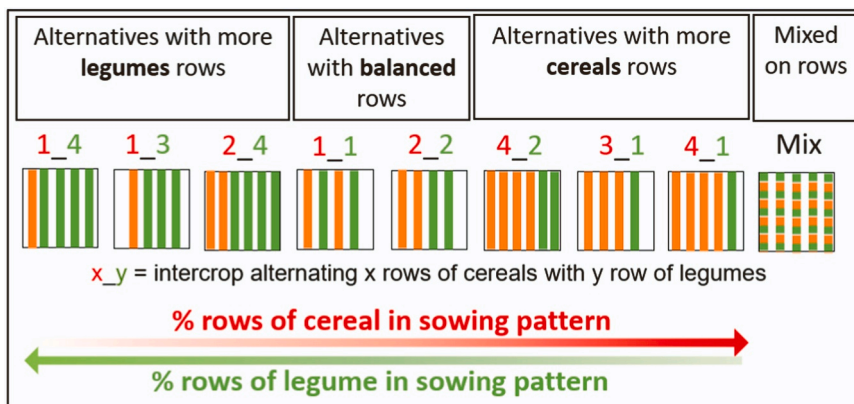 Alternatives with more
legumes rows
Alternatives
with balanced
rows
Alternatives with more
cereals rows
Mixed
on rows
1_4
1_3
2_4
1_1
2_2
4_2
3_1
4_1
Mix
x_y = intercrop alternating x rows of cereals with y row of legumes
% rows of cereal in sowing pattern
% rows of legume in sowing pattern